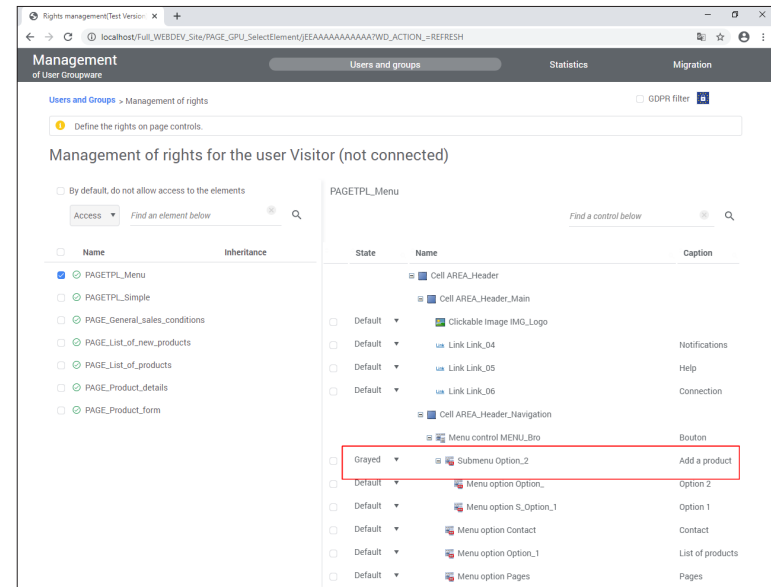 Rights management(Test Version
localhost/Full_WEBDEV_Site/PAGE_GPU_SelectElement/jEEAAAAAAAAAAA?WD_ACTION_=REFRESH
Management
of User Groupware
Users and groups
Statistics
Migration
Users and Groups > Management of rights
GDPR filter
Define the rights on page controls.
Management of rights for the user Visitor (not connected)
By default, do not allow access to the elements
PAGETPL_Menu
Access
Find an element below
Find a control below
Name Inheritance
State Name Caption
PAGETPL_Menu
Cell AREA_Header
PAGETPL_Simple
Cell AREA_Header_Main
PAGE_General_sales_conditions
Default Clickable Image IMG_Logo
PAGE_List_of_new_products
Default Link Link_04 Notifications
PAGE_List_of_products
Default Link Link_05 Help
PAGE_Product_details
Default Link Link_06 Connection
PAGE_Product_form
Cell AREA_Header_Navigation
Menu control MENU_Bro Bouton
Grayed Submenu Option_2 Add a product
Default Menu option Option_ Option 2
Default Menu option S_Option_1 Option 1
Default Menu option Contact Contact
Default Menu option Option_1 List of products
Default Menu option Pages Pages